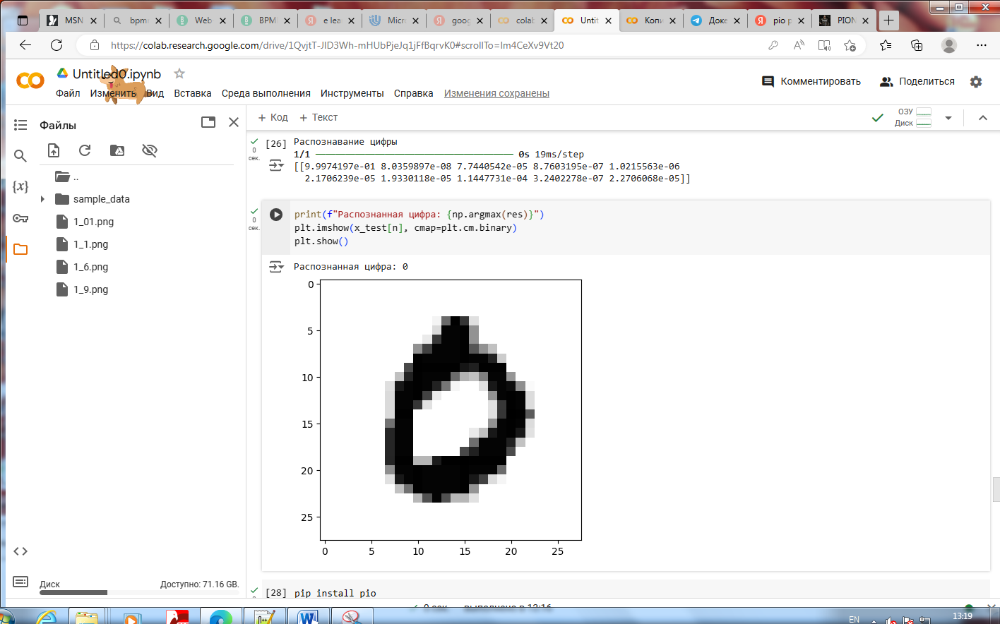 MSN
bpm
Web
BPM
e lea
Micr
goog
colab
Untit
Копи
Доке
pio p
PION
https://colab.research.google.com/drive/1QvjtT-JID3Wh-mHUbPjeJq1jFfBqrvK0#scrollTo=Im4CeXv9Vt20
Untitled0.ipynb
Файл Изменить Вид Вставка Среда выполнения Инструменты Справка Изменения сохранены
Комментировать
Поделиться
Файлы
+ Код + Текст
ОЗУ
Диск
..
sample_data
1_01.png
1_1.png
1_6.png
1_9.png
Диск
Доступно: 71.16 GB.
0
сек.
[26]
Распознавание цифры
1/1 0s 19ms/step
[[9.9974197e-01 8.0359897e-08 7.7440542e-05 8.7603195e-07 1.0215563e-06
2.1706239e-05 1.9330118e-05 1.1447731e-04 3.2402278e-07 2.2706068e-05]]
0
сек.
print(f"Распознанная цифра: {np.argmax(res)}")
plt.imshow(x_test[n], cmap=plt.cm.binary)
plt.show()
Распознанная цифра: 0
0
5
10
15
20
25
0 5 10 15 20 25
[28] pip install pio
0 сек. выполнено в 13:16
EN
13:19